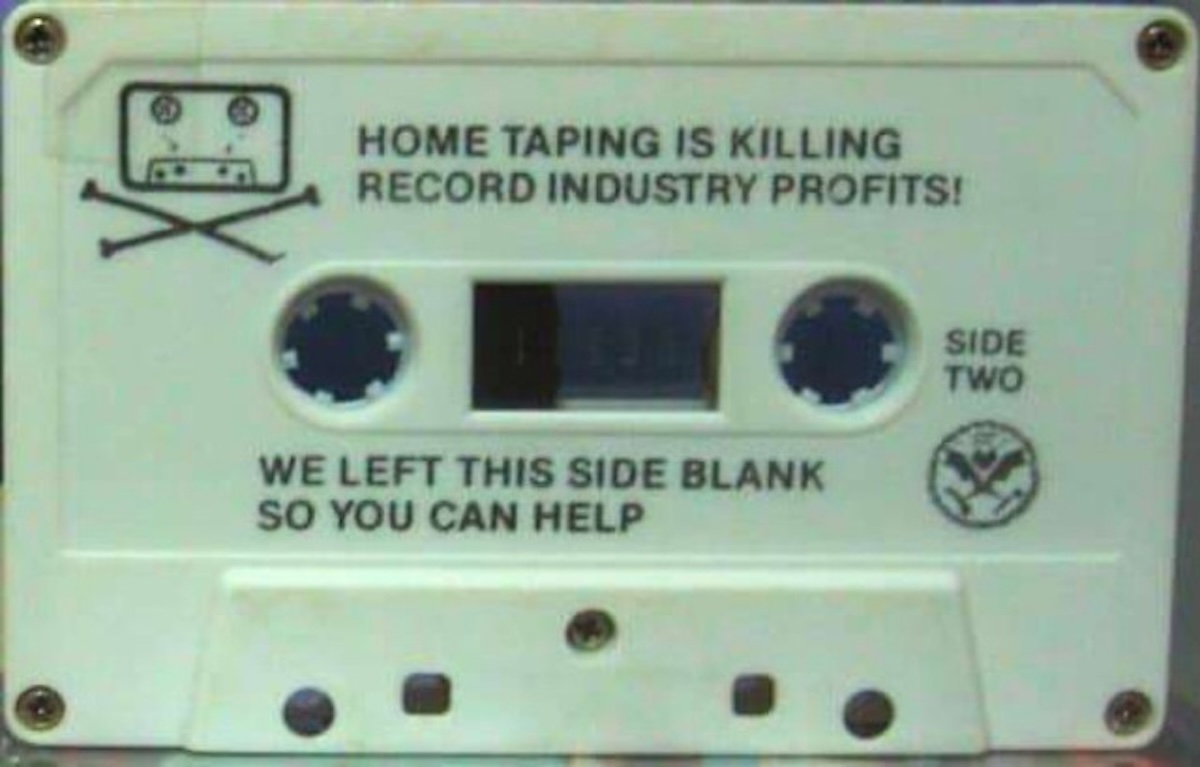 HOME TAPING IS KILLING
RECORD INDUSTRY PROFITS!
SIDE
TWO
WE LEFT THIS SIDE BLANK
SO YOU CAN HELP